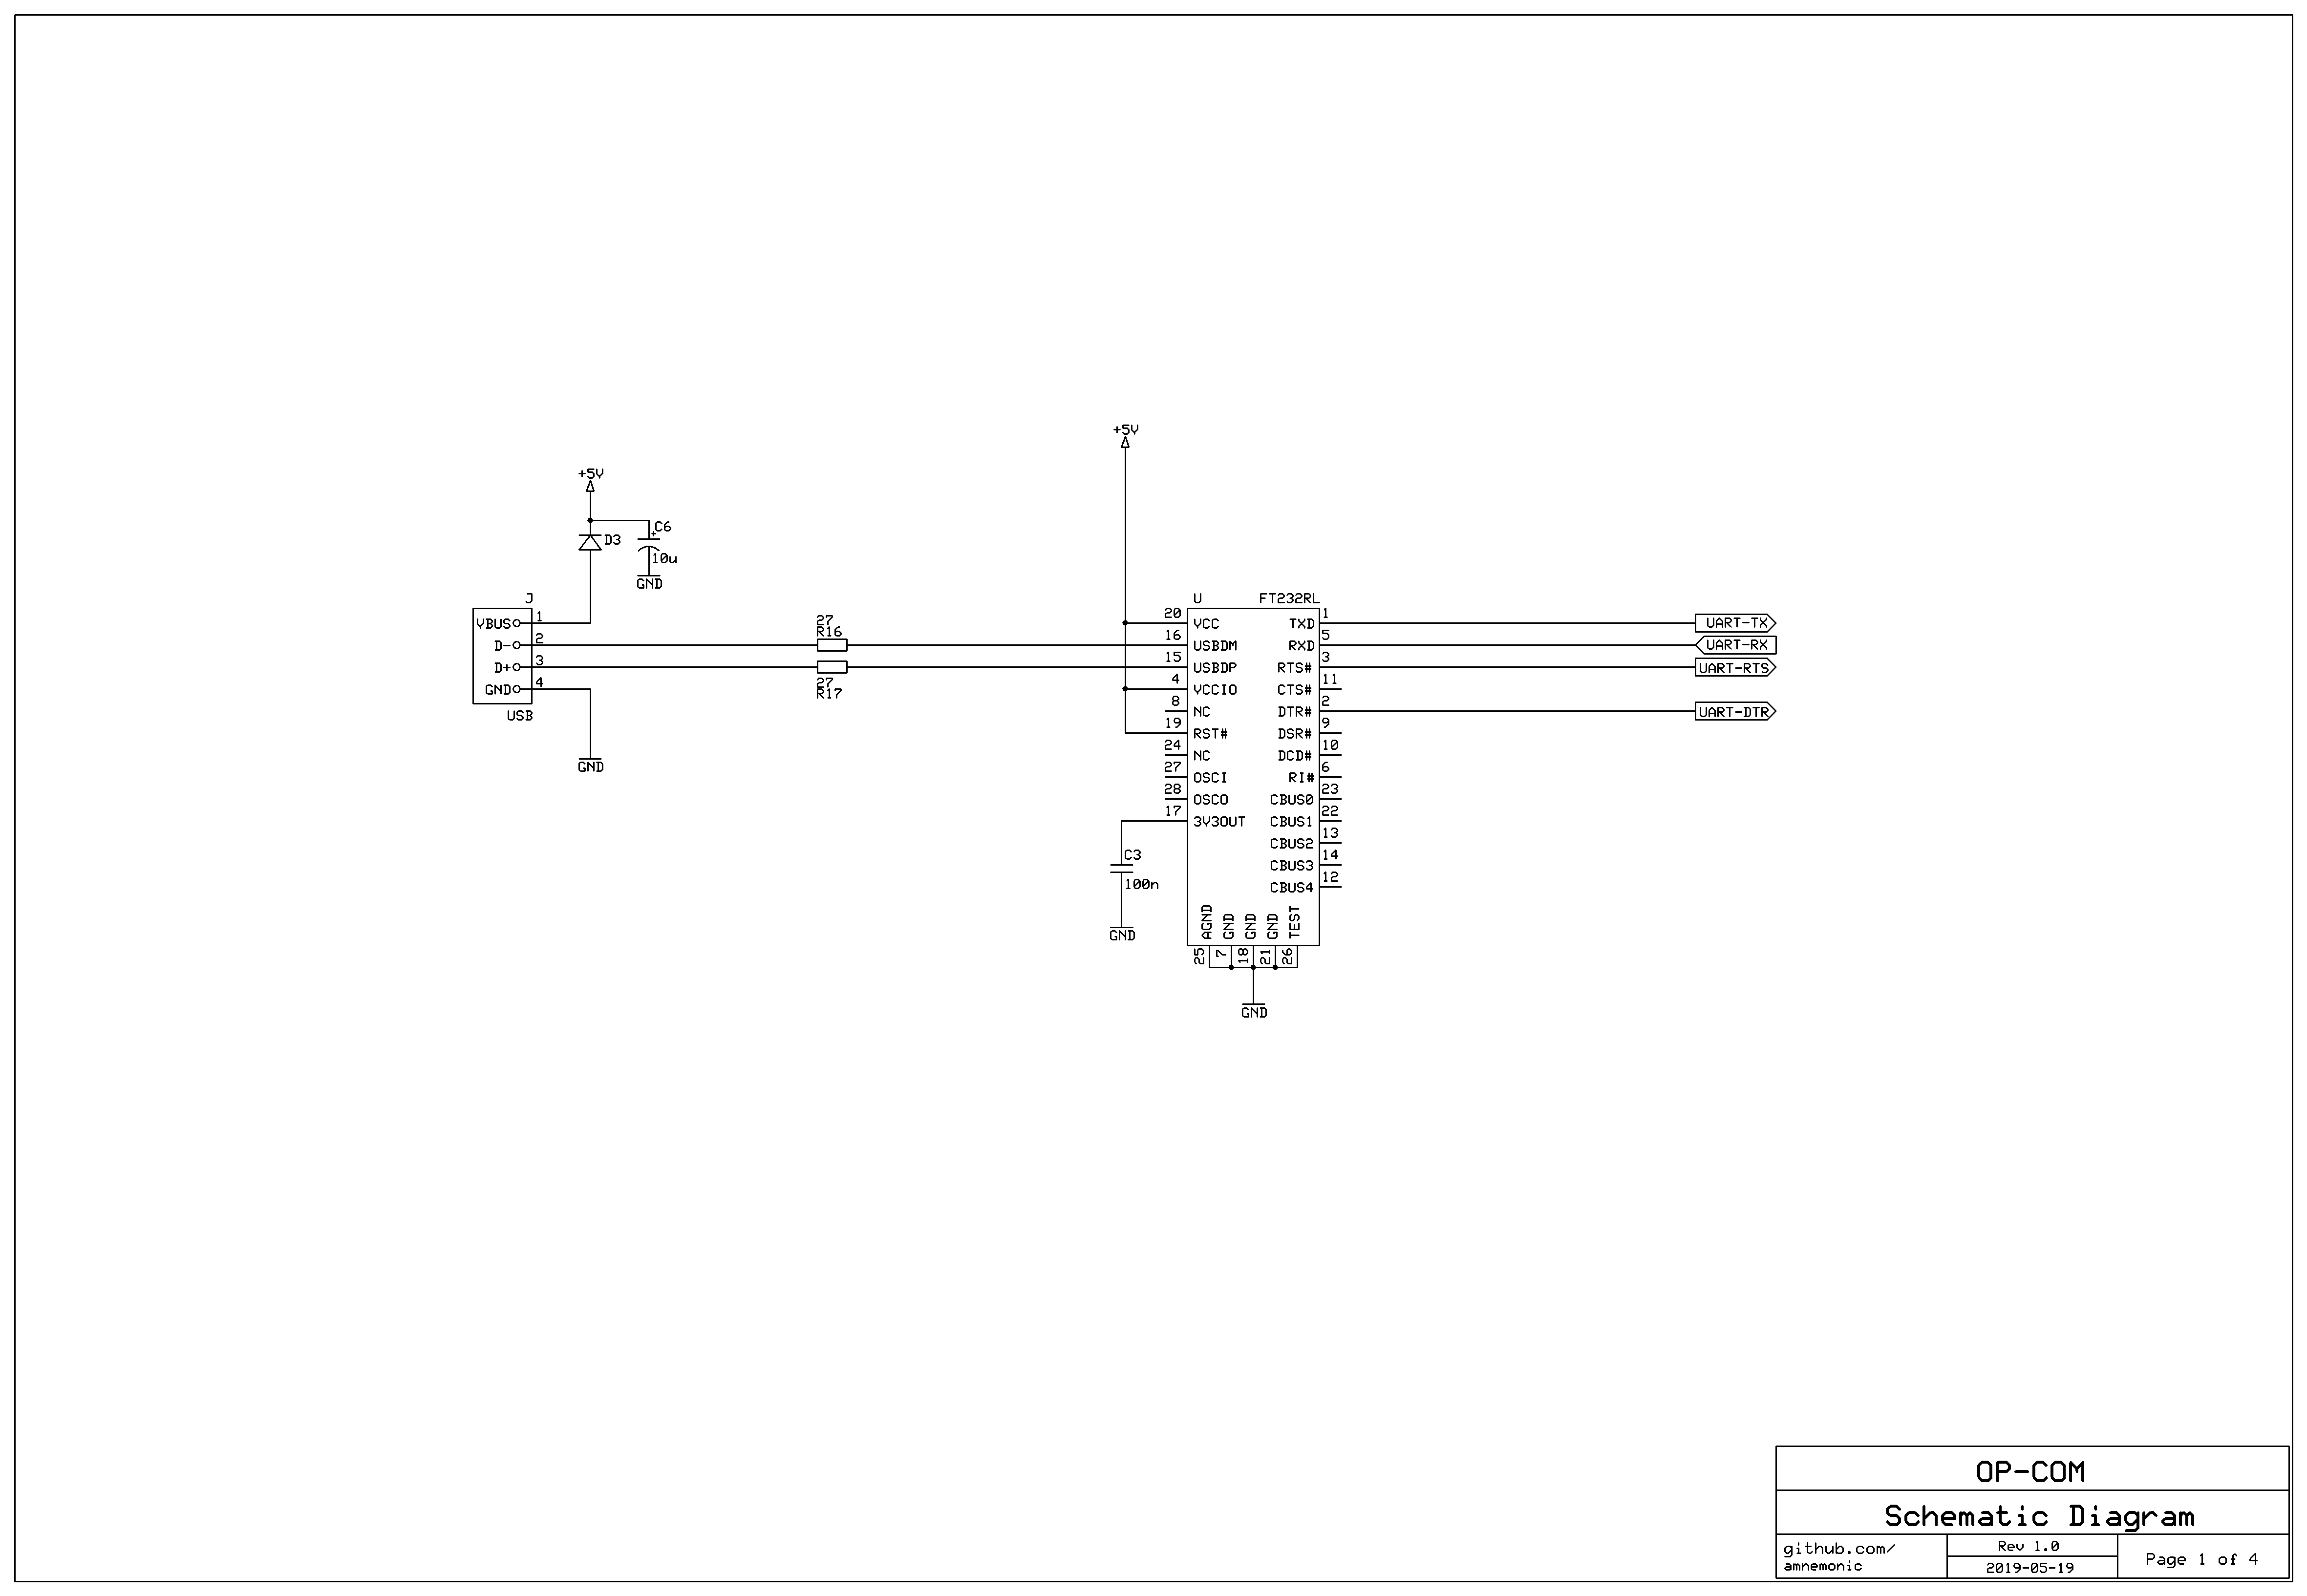 +5V
+5V
C6
+
D3
10u
GND
J
VBUS 1
D- 2
D+ 3
GND 4
USB
GND
27
R16
27
R17
U FT232RL
20 VCC TXD 1 UART-TX
16 USBDM RXD 5 UART-RX
15 USBDP RTS# 3 UART-RTS
4 VCCIO CTS# 11
8 NC DTR# 2 UART-DTR
19 RST# DSR# 9
24 NC DCD# 10
27 OSCI RI# 6
28 OSCO CBUS0 23
17 3V3OUT CBUS1 22
CBUS2 13
C3 CBUS3 14
100n CBUS4 12
GND
AGND GND GND GND TEST
25 7 18 21 26
GND
OP-COM
Schematic Diagram
github.com/
amnemonic
Rev 1.0
2019-05-19
Page 1 of 4